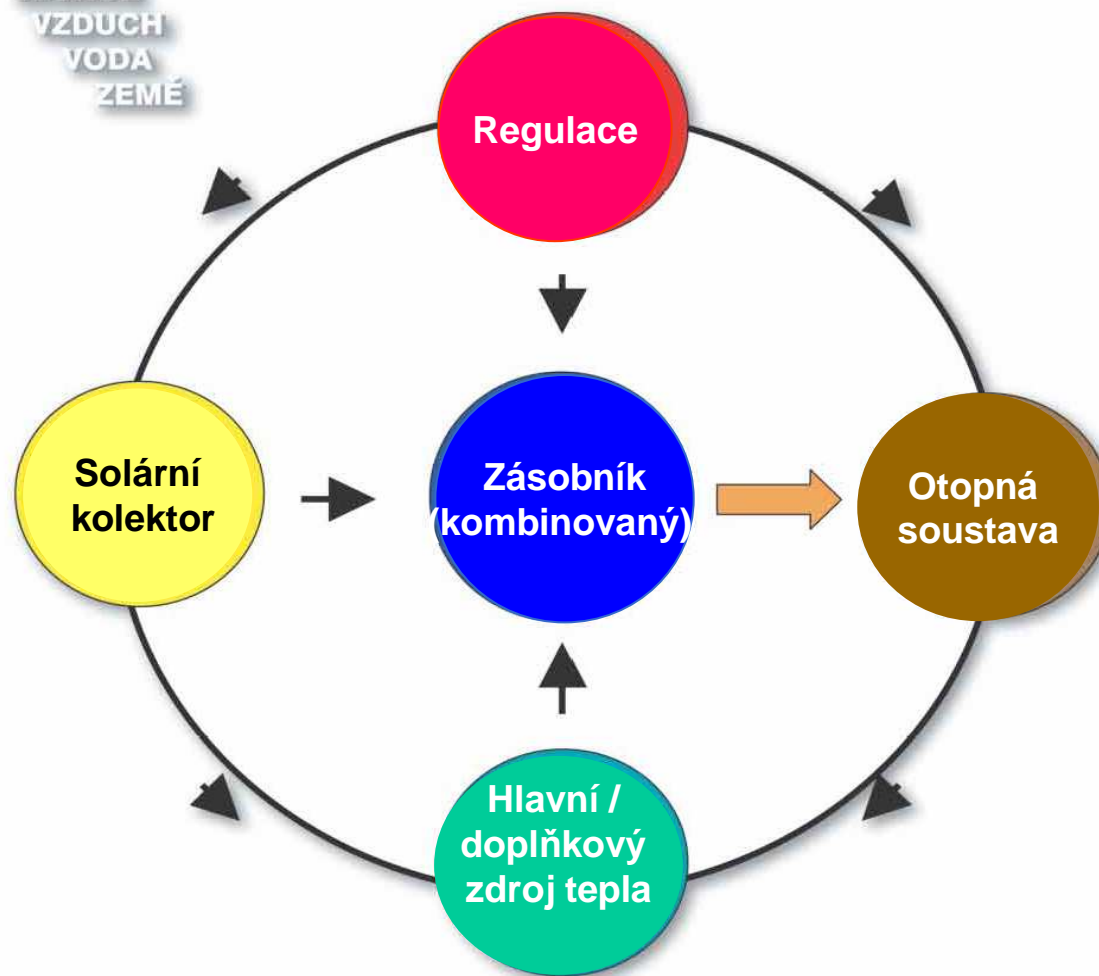 VZDUCH
VODA
ZEMĚ
Regulace
Solární
kolektor
Zásobník
(kombinovaný)
Otopná
soustava
Hlavní /
doplňkový
zdroj tepla